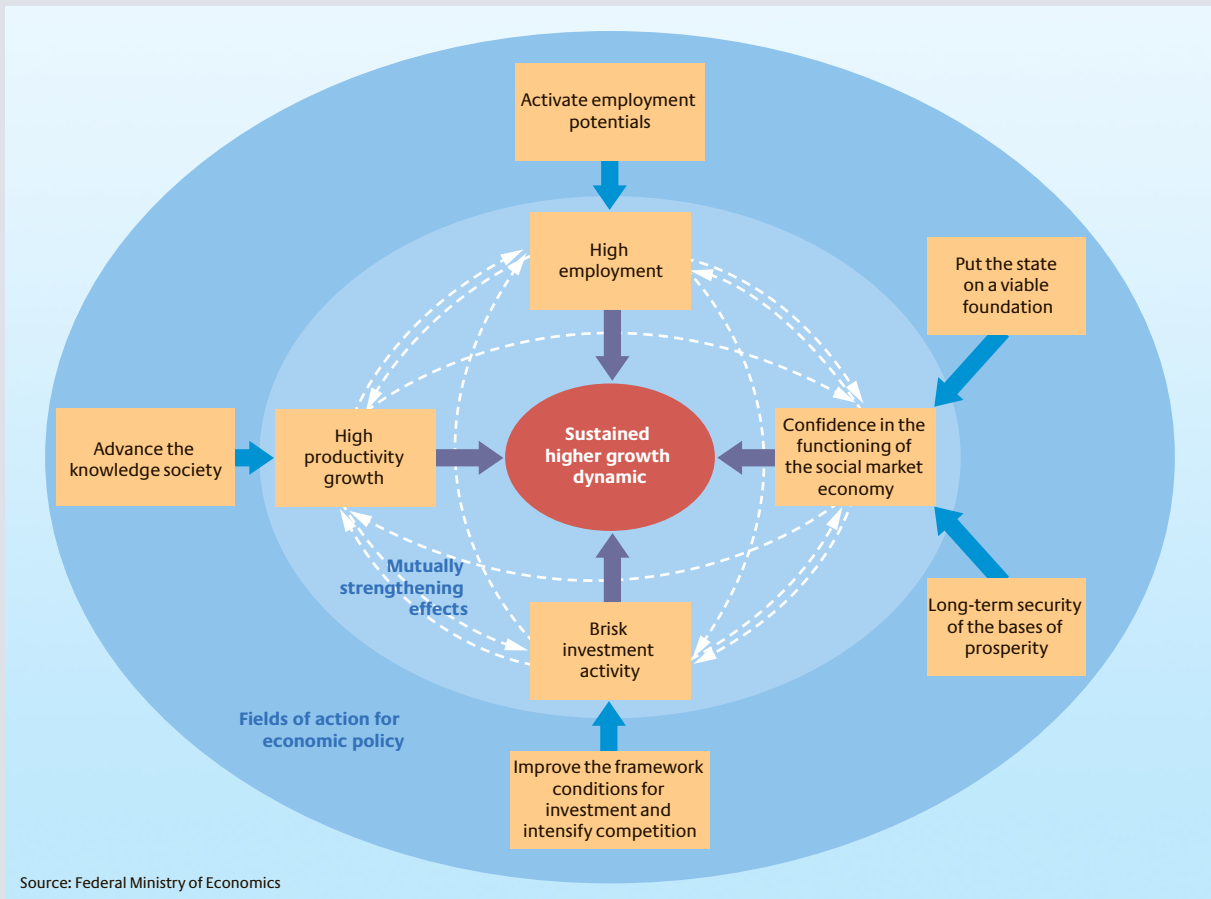 Activate employment
potentials
High
employment
Put the state
on a viable
foundation
Advance the
knowledge society
High
productivity
growth
Sustained
higher growth
dynamic
Confidence in the
functioning of
the social market
economy
Mutually
strengthening
effects
Brisk
investment
activity
Long-term security
of the bases of
prosperity
Fields of action for
economic policy
Improve the framework
conditions for
investment and
intensify competition
Source: Federal Ministry of Economics